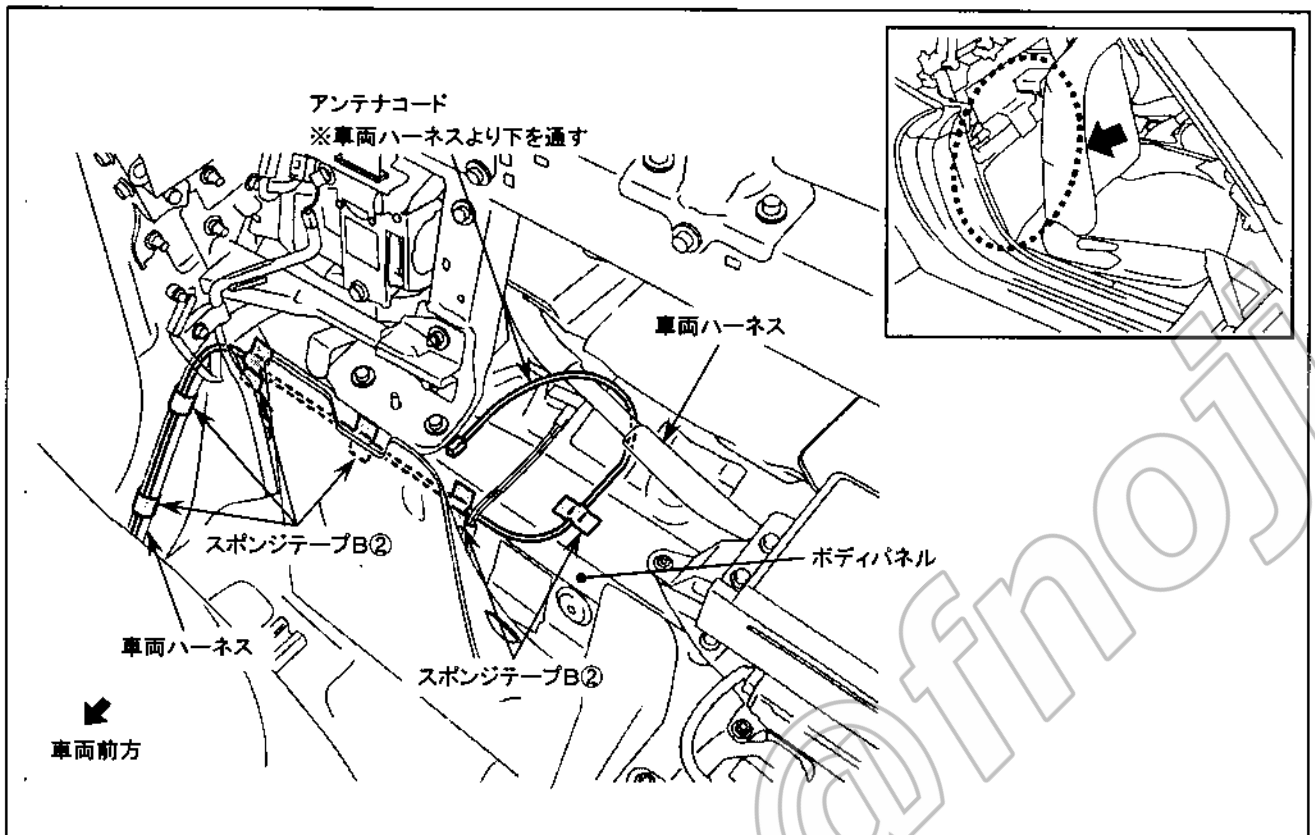 アンテナコード
※車両ハーネスより下を通す
車両ハーネス
スポンジテープB②
ボディパネル
車両ハーネス
スポンジテープB②
車両前方
@fnoj